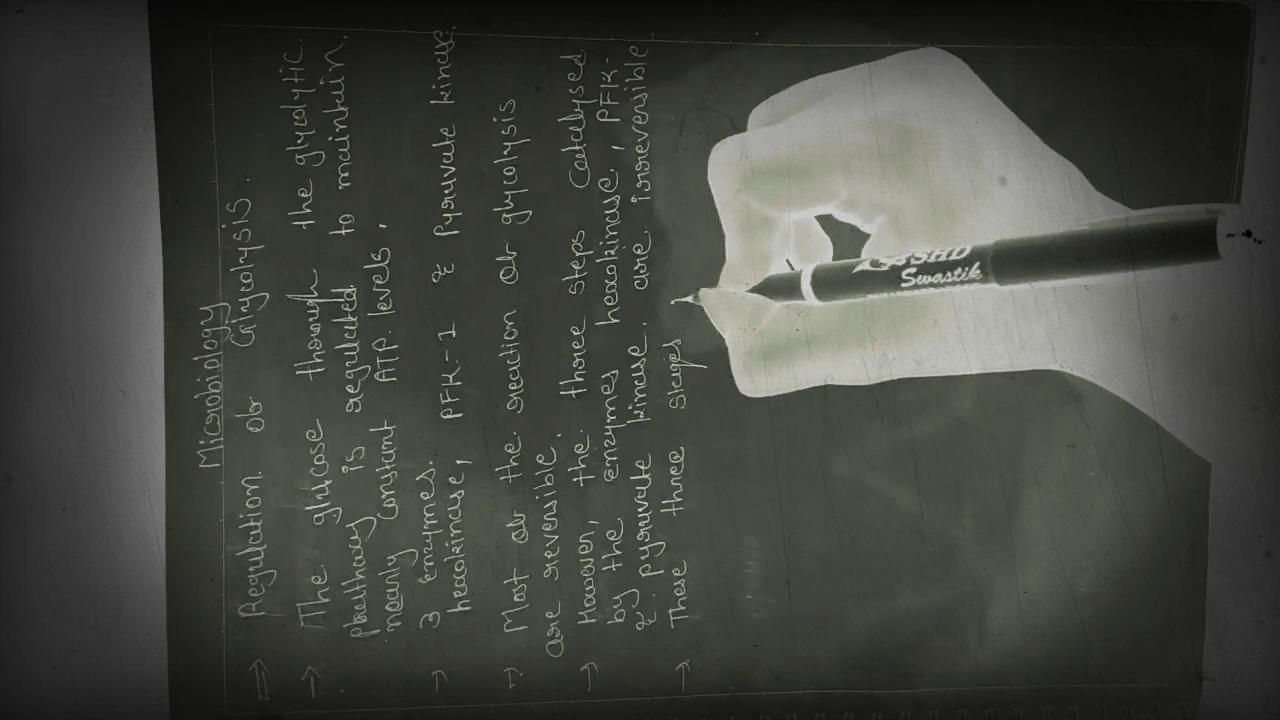 Microbiology
⇒ Regulation of Glycolysis.
→ The glucose through the glycolytic
phathway is regulated to maintain.
nearly constant ATP levels.
→ 3 enzymes.
hexokinase, PFK-1 & Pyruvate kinase.
→ Most of the reaction of glycolysis
are reversible.
→ However, the three steps Catalysed
by the enzymes hexokinase, PFK-
& pyruvate kinase. are irreversible
→ These three stages
Swastik